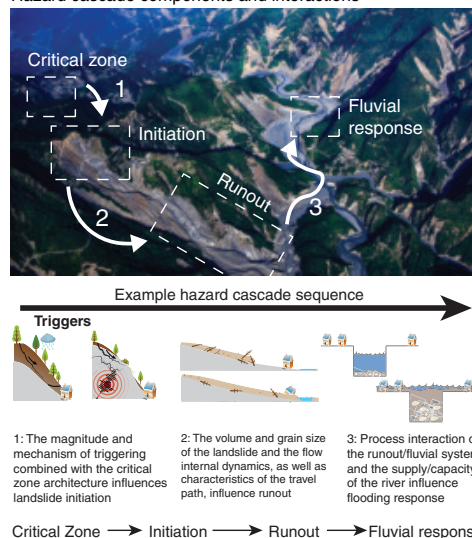 Hazard cascade components and interactions
Critical zone
1
Initiation
Fluvial
response
Runout
2
3
Example hazard cascade sequence
Triggers
1: The magnitude and
mechanism of triggering
combined with the critical
zone architecture influences
landslide initiation
2: The volume and grain size
of the landslide and the flow
internal dynamics, as well as
characteristics of the travel
path, influence runout
3: Process interaction o
the runout/fluvial system
and the supply/capacity
of the river influence
flooding response
Critical Zone → Initiation → Runout → Fluvial respons